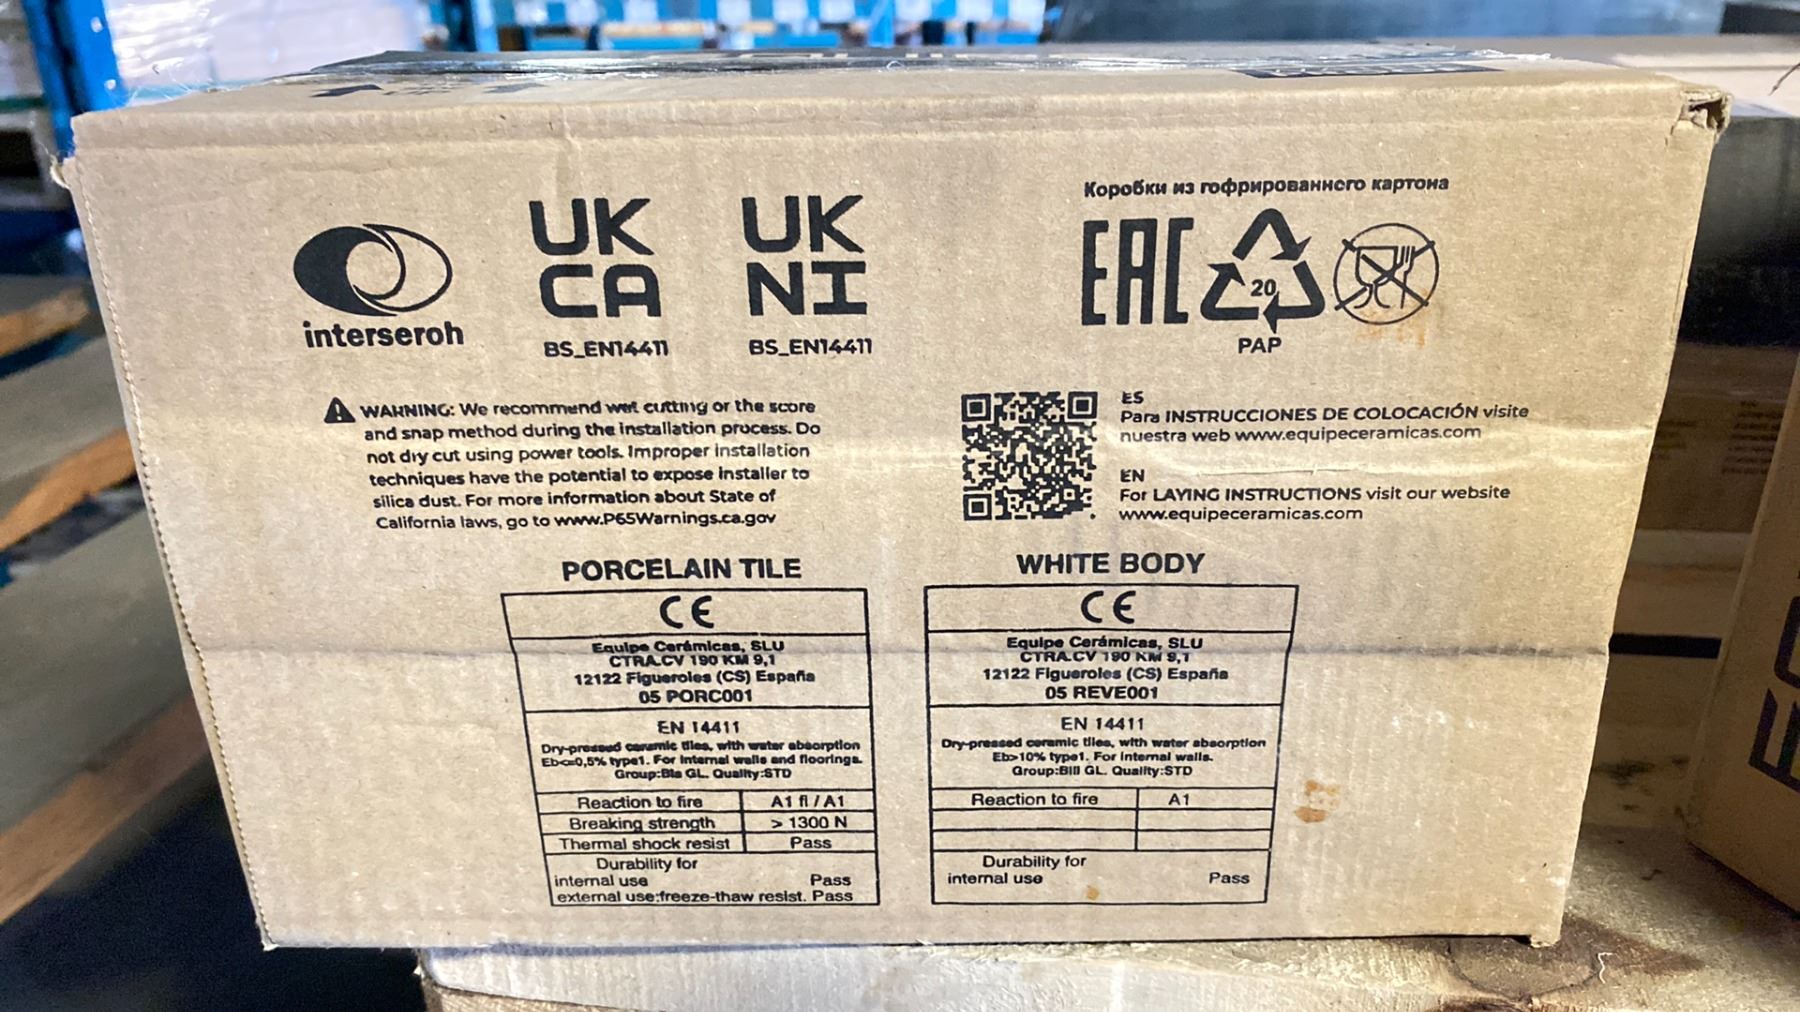 interseroh
UK
CA
BS_EN14411
UK
NI
BS_EN14411
Коробки из гофрированного картона
EAC
20
PAP
WARNING: We recommend wet cutting or the score
and snap method during the installation process. Do
not dry cut using power tools. Improper installation
techniques have the potential to expose installer to
silica dust. For more information about State of
California laws, go to www.P65Warnings.ca.gov
ES
Para INSTRUCCIONES DE COLOCACIÓN visite
nuestra web www.equipeceramicas.com
EN
For LAYING INSTRUCTIONS visit our website
www.equipeceramicas.com
PORCELAIN TILE
CE
Equipe Cerámicas, SLU
CTRA.CV 190 KM 9,1
12122 Figueroles (CS) España
05 PORC001
EN 14411
Dry-pressed ceramic tiles, with water absorption
Eb<=0,5% type1. For internal walls and floorings.
Group:BIa GL. Quality:STD
Reaction to fire A1 fl / A1
Breaking strength > 1300 N
Thermal shock resist Pass
Durability for
internal use Pass
external use:freeze-thaw resist. Pass
WHITE BODY
CE
Equipe Cerámicas, SLU
CTRA.CV 190 KM 9,1
12122 Figueroles (CS) España
05 REVE001
EN 14411
Dry-pressed ceramic tiles, with water absorption
Eb>10% type1. For internal walls.
Group:BIII GL. Quality:STD
Reaction to fire A1
Durability for
internal use Pass